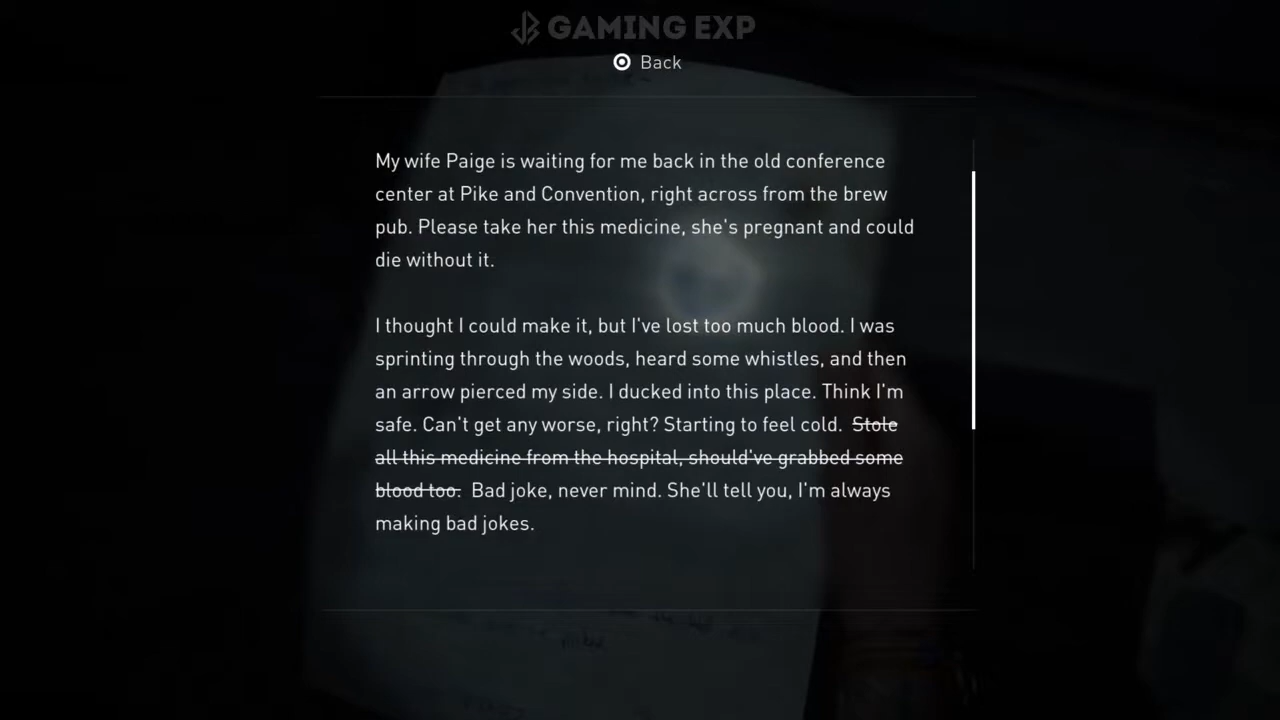 GAMING EXP
Back
My wife Paige is waiting for me back in the old conference
center at Pike and Convention, right across from the brew
pub. Please take her this medicine, she's pregnant and could
die without it.
I thought I could make it, but I've lost too much blood. I was
sprinting through the woods, heard some whistles, and then
an arrow pierced my side. I ducked into this place. Think I'm
safe. Can't get any worse, right? Starting to feel cold. Stole
all this medicine from the hospital, should've grabbed some
blood too. Bad joke, never mind. She'll tell you, I'm always
making bad jokes.